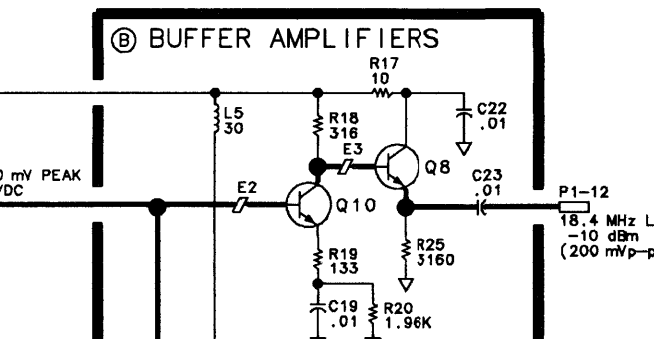 B BUFFER AMPLIFIERS
R17
10
L5
30
R18
316
C22
.01
E3
Q8
0 mV PEAK
/DC
E2
Q10
C23
.01
P1-12
18.4 MHz L
-10 dBm
(200 mVp-p
R19
133
R25
3160
C19
.01
R20
1.96K